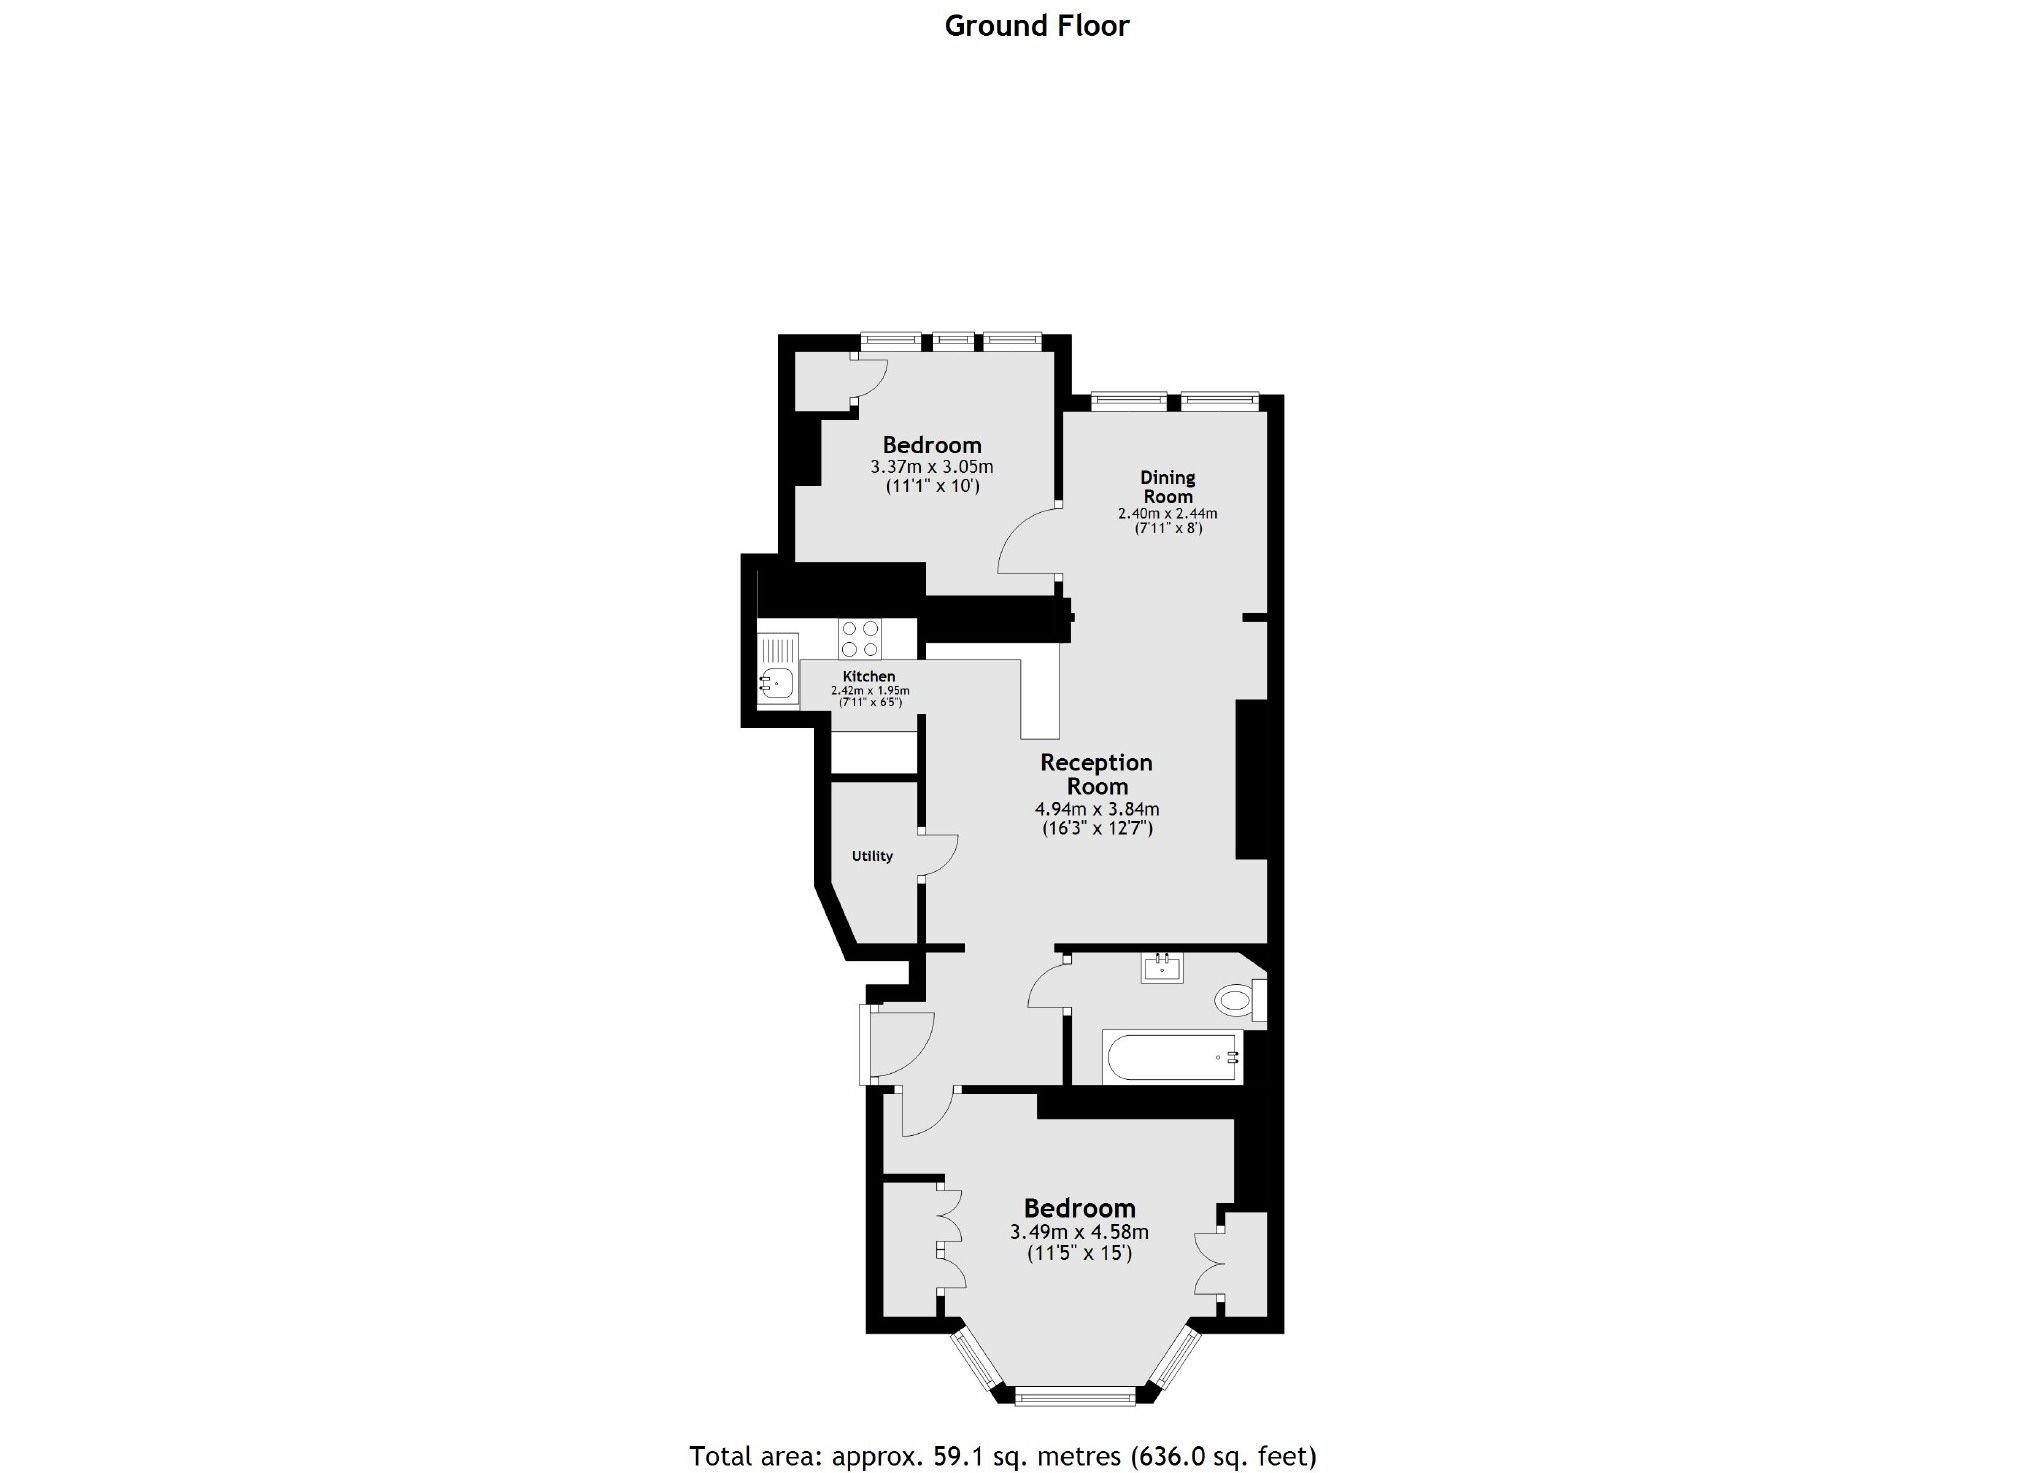 Ground Floor
Bedroom
3.37m x 3.05m
(11'1" x 10')
Dining
Room
2.40m x 2.44m
(7'11" x 8')
Kitchen
2.42m x 1.95m
(7'11" x 6'5")
Reception
Room
4.94m x 3.84m
(16'3" x 12'7")
Utility
Bedroom
3.49m x 4.58m
(11'5" x 15')
Total area: approx. 59.1 sq. metres (636.0 sq. feet)